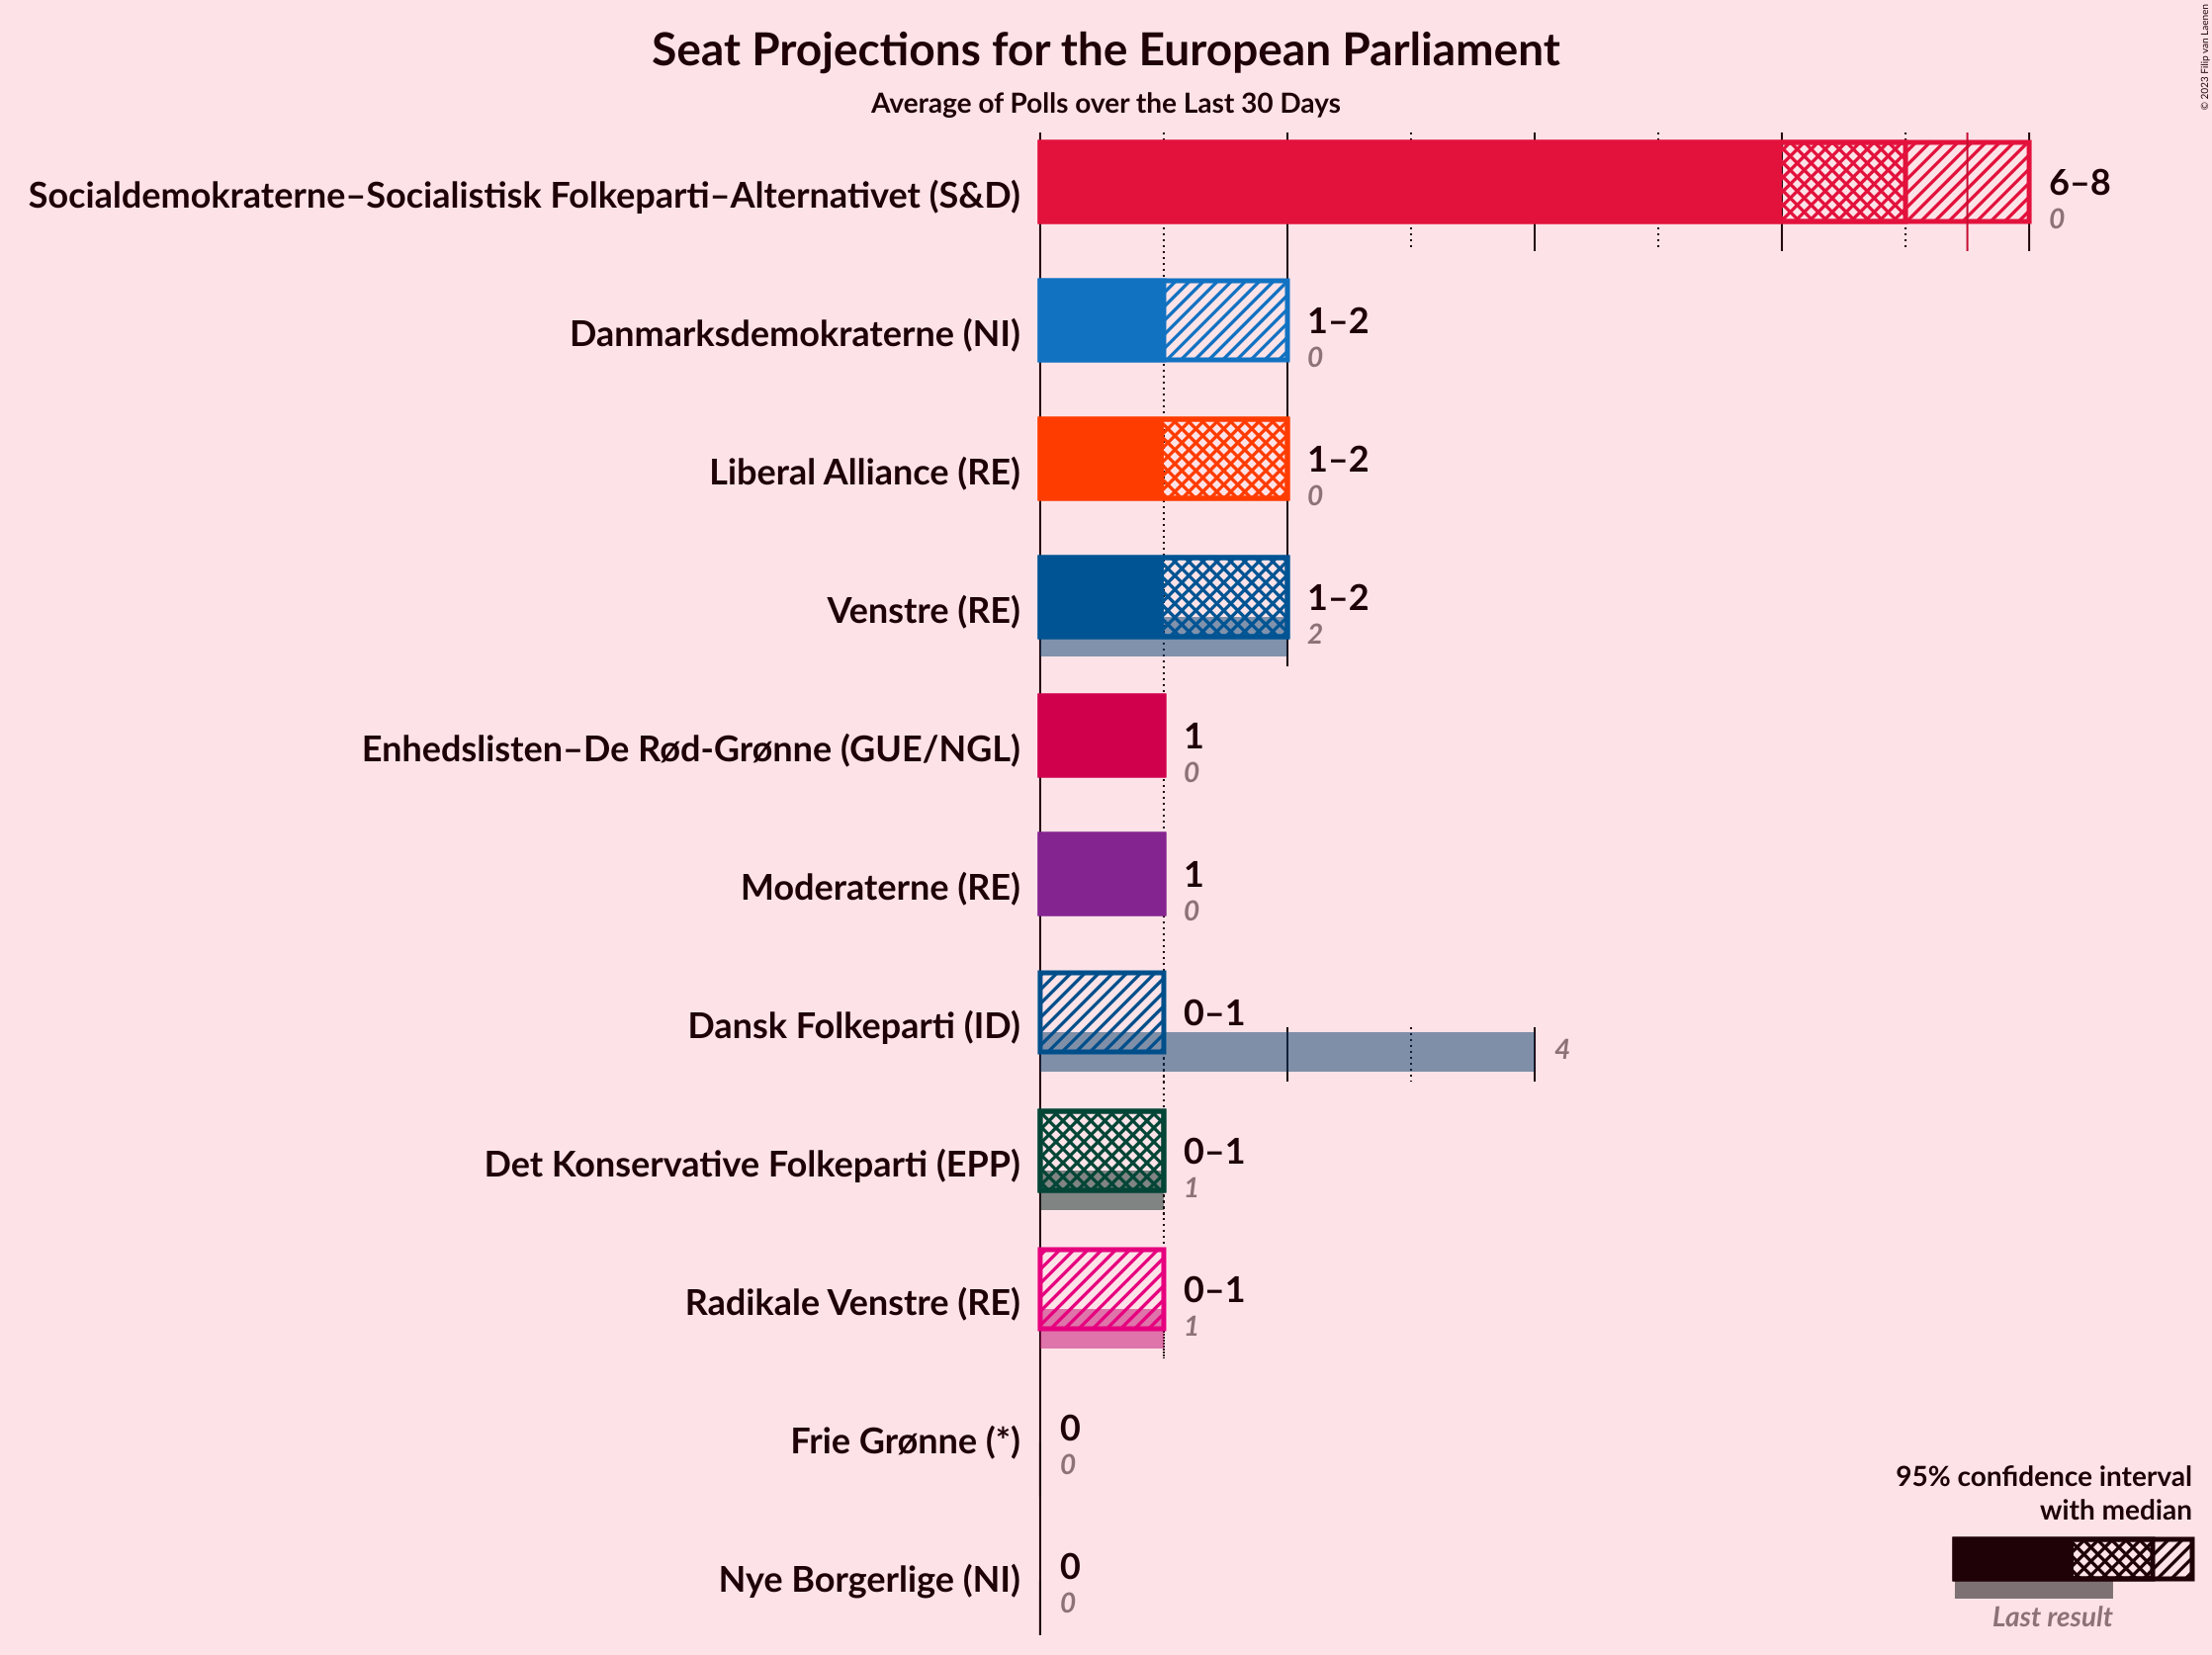 Seat Projections for the European Parliament
Average of Polls over the Last 30 Days
© 2023 Filip van Laenen
Socialdemokraterne–Socialistisk Folkeparti–Alternativet (S&D)
6–8
0
Danmarksdemokraterne (NI)
1–2
0
Liberal Alliance (RE)
1–2
0
Venstre (RE)
1–2
2
Enhedslisten–De Rød-Grønne (GUE/NGL)
1
0
Moderaterne (RE)
1
0
Dansk Folkeparti (ID)
0–1
4
Det Konservative Folkeparti (EPP)
0–1
1
Radikale Venstre (RE)
0–1
1
Frie Grønne (*)
0
0
Nye Borgerlige (NI)
0
0
95% confidence interval
with median
Last result